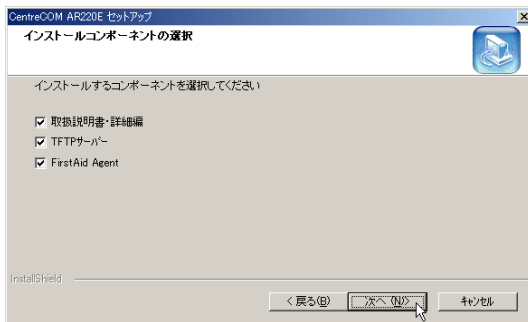 CentreCOM AR220E セットアップ
インストールコンポーネントの選択
インストールするコンポーネントを選択してください
取扱説明書・詳細編
TFTPサーバー
FirstAid Agent
InstallShield
< 戻る(B)
次へ(N)>
キャンセル